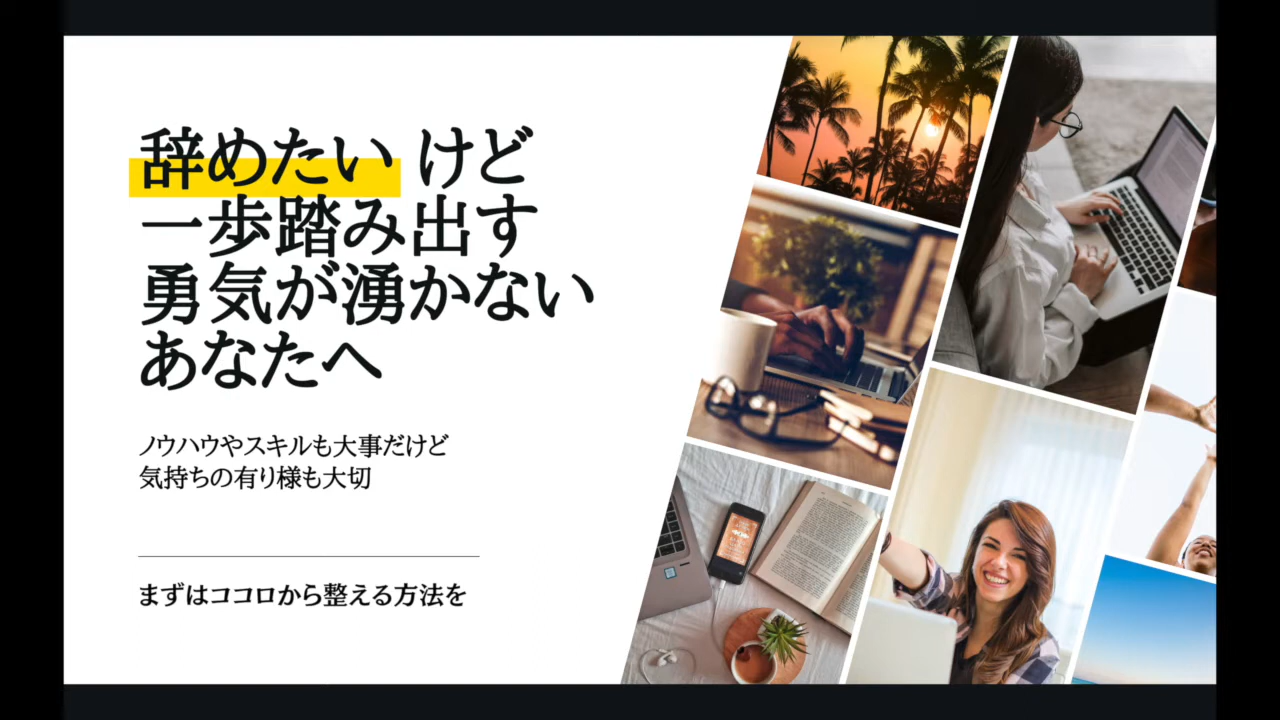 辞めたい けど
一歩踏み出す
勇気が湧かない
あなたへ
ノウハウやスキルも大事だけど
気持ちの有り様も大切
まずはココロから整える方法を